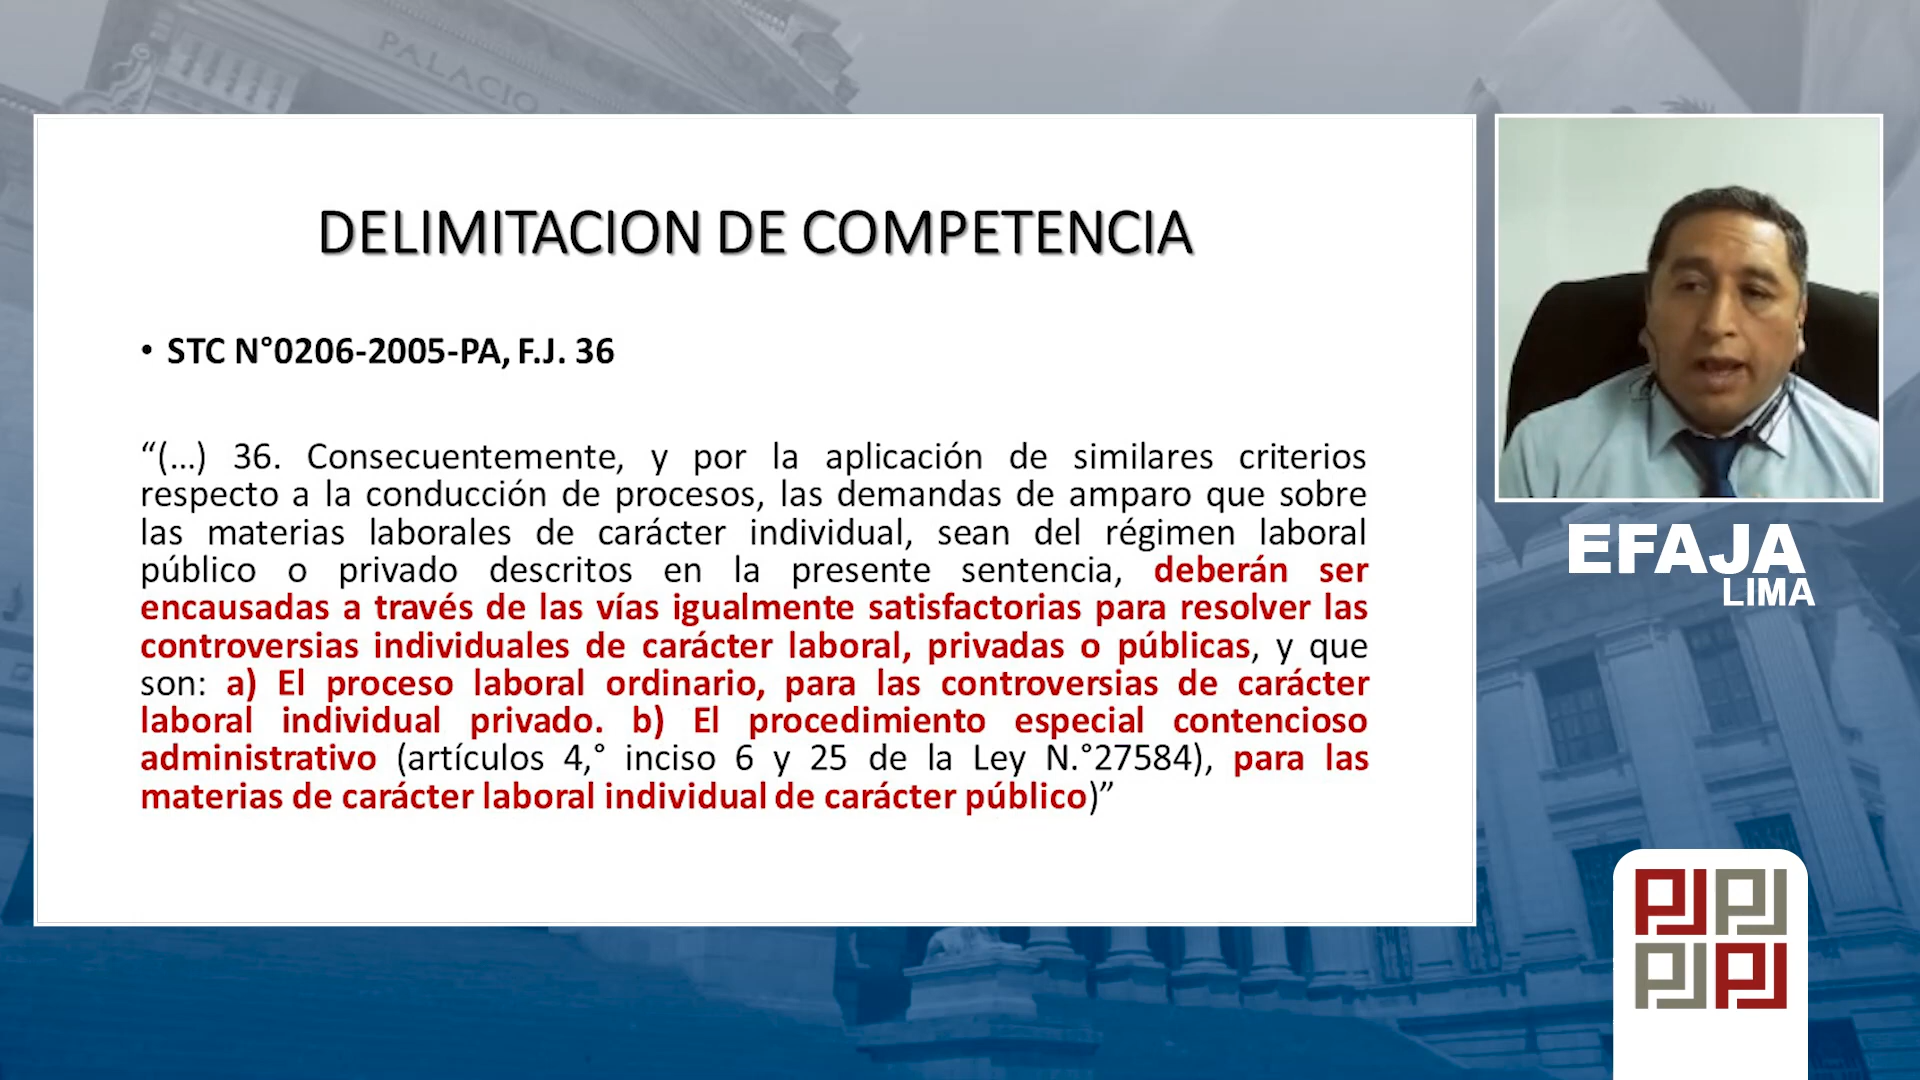 PALACIO
DELIMITACION DE COMPETENCIA
• STC N°0206-2005-PA, F.J. 36
“(…) 36. Consecuentemente, y por la aplicación de similares criterios
respecto a la conducción de procesos, las demandas de amparo que sobre
las materias laborales de carácter individual, sean del régimen laboral
público o privado descritos en la presente sentencia, deberán ser
encausadas a través de las vías igualmente satisfactorias para resolver las
controversias individuales de carácter laboral, privadas o públicas, y que
son: a) El proceso laboral ordinario, para las controversias de carácter
laboral individual privado. b) El procedimiento especial contencioso
administrativo (artículos 4,° inciso 6 y 25 de la Ley N.°27584), para las
materias de carácter laboral individual de carácter público)”
EFAJA
LIMA
PJ PJ
PJ PJ